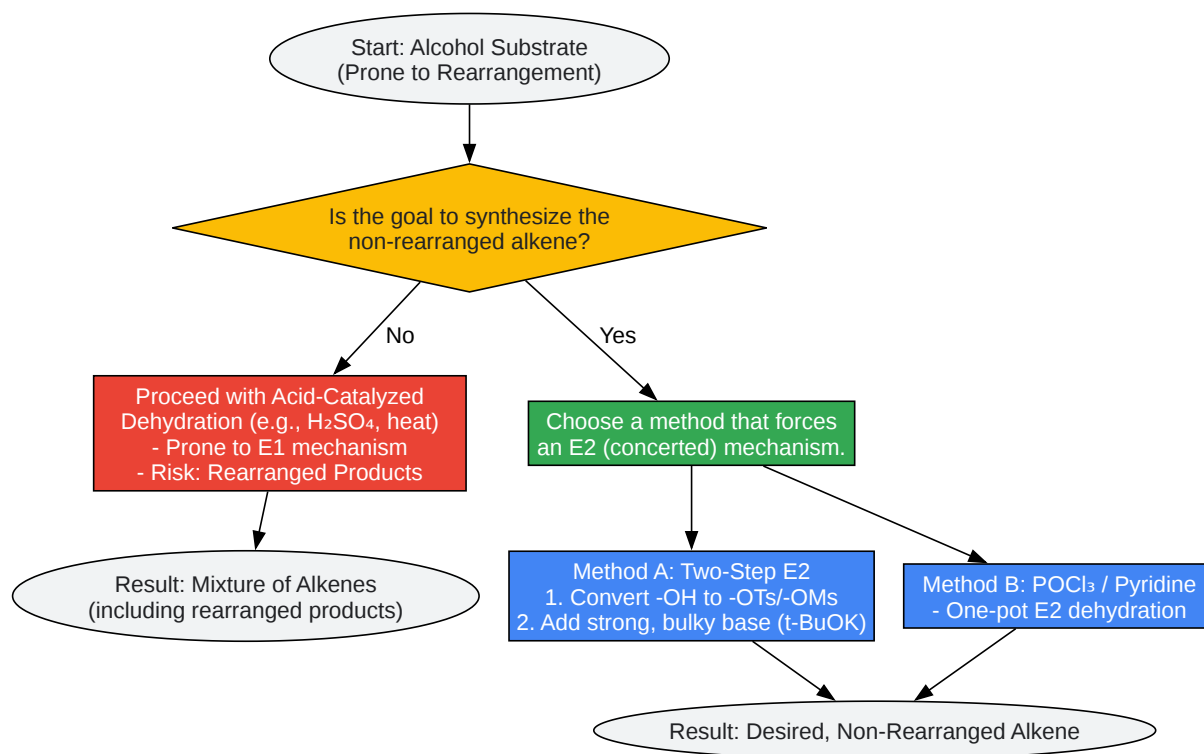 Start: Alcohol Substrate
(Prone to Rearrangement)
Is the goal to synthesize the
non-rearranged alkene?
No
Yes
Proceed with Acid-Catalyzed
Dehydration (e.g., H₂SO₄, heat)
- Prone to E1 mechanism
- Risk: Rearranged Products
Choose a method that forces
an E2 (concerted) mechanism.
Result: Mixture of Alkenes
(including rearranged products)
Method A: Two-Step E2
1. Convert -OH to -OTs/-OMs
2. Add strong, bulky base (t-BuOK)
Method B: POCl₃ / Pyridine
- One-pot E2 dehydration
Result: Desired, Non-Rearranged Alkene